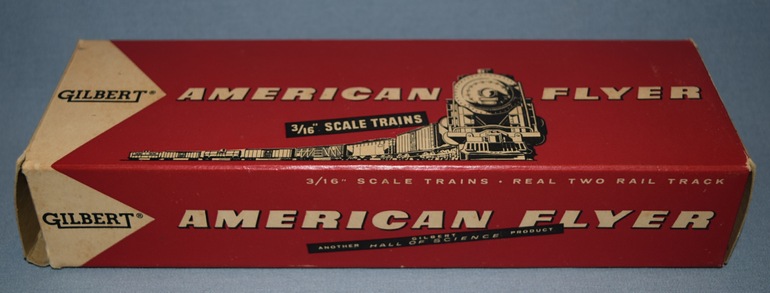 GILBERT® AMERICAN FLYER
3/16" SCALE TRAINS
3/16" SCALE TRAINS · REAL TWO RAIL TRACK
GILBERT® AMERICAN FLYER
ANOTHER GILBERT HALL OF SCIENCE PRODUCT